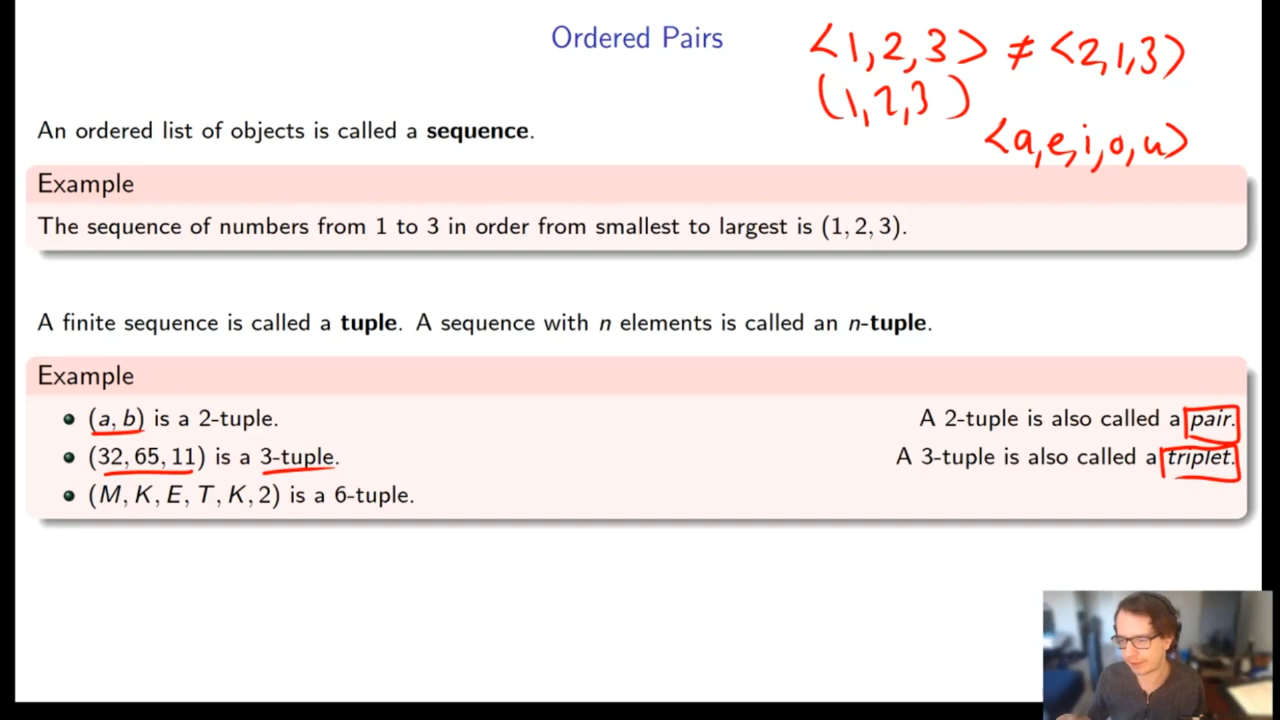 Ordered Pairs
<1,2,3> ≠ <2,1,3>
(1,2,3)
<a,e,i,o,u>
An ordered list of objects is called a sequence.
Example
The sequence of numbers from 1 to 3 in order from smallest to largest is (1, 2, 3).
A finite sequence is called a tuple. A sequence with n elements is called an n-tuple.
Example
(a, b) is a 2-tuple. A 2-tuple is also called a pair.
(32, 65, 11) is a 3-tuple. A 3-tuple is also called a triplet.
(M, K, E, T, K, 2) is a 6-tuple.